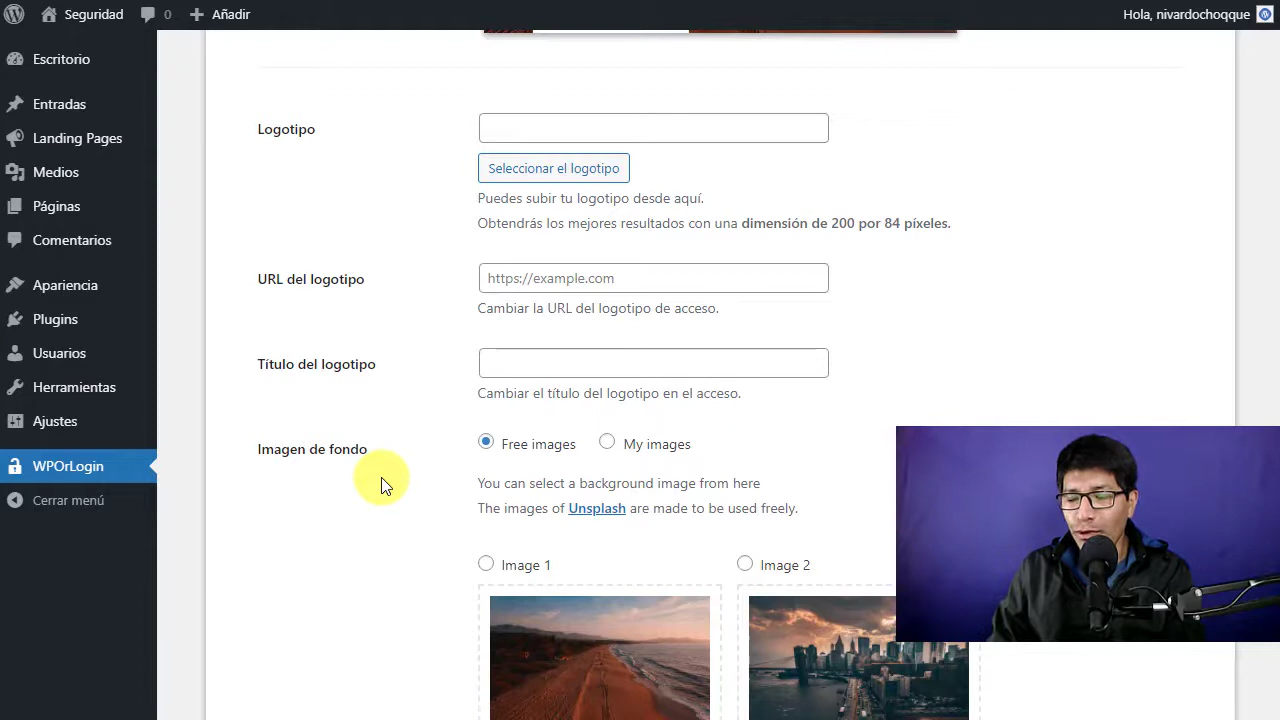 Seguridad
0
Añadir
Hola, nivardochoqque
Escritorio
Entradas
Landing Pages
Medios
Páginas
Comentarios
Apariencia
Plugins
Usuarios
Herramientas
Ajustes
WPOrLogin
Cerrar menú
Logotipo
Seleccionar el logotipo
Puedes subir tu logotipo desde aquí.
Obtendrás los mejores resultados con una dimensión de 200 por 84 píxeles.
URL del logotipo
https://example.com
Cambiar la URL del logotipo de acceso.
Título del logotipo
Cambiar el título del logotipo en el acceso.
Imagen de fondo
Free images
My images
You can select a background image from here
The images of Unsplash are made to be used freely.
Image 1
Image 2